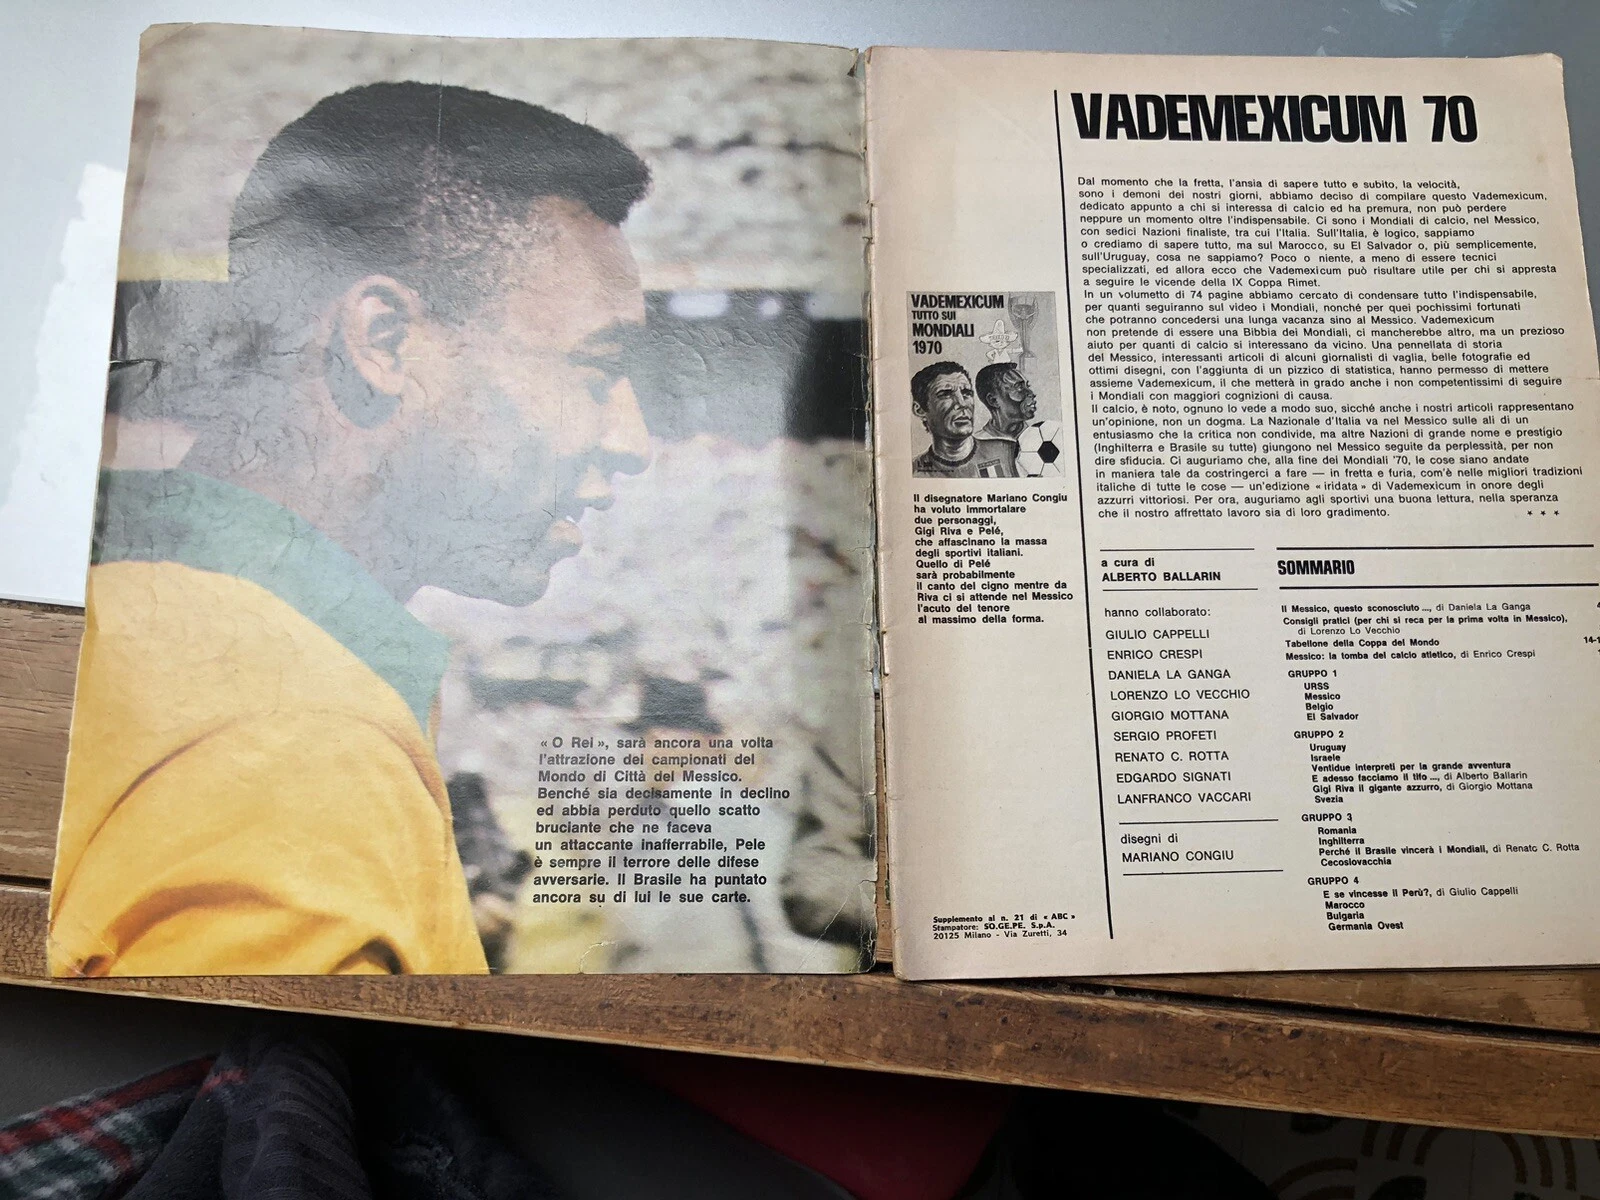 « O Rei », sarà ancora una volta
l'attrazione dei campionati del
Mondo di Città del Messico.
Benché sia decisamente in declino
ed abbia perduto quello scatto
bruciante che ne faceva
un attaccante inafferrabile, Pele
è sempre il terrore delle difese
avversarie. Il Brasile ha puntato
ancora su di lui le sue carte.
VADEMEXICUM 70
Dal momento che la fretta, l'ansia di sapere tutto e subito, la velocità,
sono i demoni dei nostri giorni, abbiamo deciso di compilare questo Vademexicum,
dedicato appunto a chi si interessa di calcio ed ha premura, non può perdere
neppure un momento oltre l'indispensabile. Ci sono i Mondiali di calcio, nel Messico,
con sedici Nazioni finaliste, tra cui l'Italia. Sull'Italia, è logico, sappiamo
o crediamo di sapere tutto, ma sul Marocco, su El Salvador o, più semplicemente,
sull'Uruguay, cosa ne sappiamo? Poco o niente, a meno di essere tecnici
specializzati, ed allora ecco che Vademexicum può risultare utile per chi si appresta
a seguire le vicende della IX Coppa Rimet.
In un volumetto di 74 pagine abbiamo cercato di condensare tutto l'indispensabile,
per quanti seguiranno sul video i Mondiali, nonché per quei pochissimi fortunati
che potranno concedersi una lunga vacanza sino al Messico. Vademexicum
non pretende di essere una Bibbia dei Mondiali, ci mancherebbe altro, ma un prezioso
aiuto per quanti di calcio si interessano da vicino. Una pennellata di storia
del Messico, interessanti articoli di alcuni giornalisti di vaglia, belle fotografie ed
ottimi disegni, con l'aggiunta di un pizzico di statistica, hanno permesso di mettere
assieme Vademexicum, il che metterà in grado anche i non competentissimi di seguire
i Mondiali con maggiori cognizioni di causa.
Il calcio, è noto, ognuno lo vede a modo suo, sicché anche i nostri articoli rappresentano
un'opinione, non un dogma. La Nazionale d'Italia va nel Messico sulle ali di un
entusiasmo che la critica non condivide, ma altre Nazioni di grande nome e prestigio
(Inghilterra e Brasile su tutte) giungono nel Messico seguite da perplessità, per non
dire sfiducia. Ci auguriamo che, alla fine dei Mondiali '70, le cose siano andate
in maniera tale da costringerci a fare — in fretta e furia, com'è nelle migliori tradizioni
italiche di tutte le cose — un'edizione « iridata » di Vademexicum in onore degli
azzurri vittoriosi. Per ora, auguriamo agli sportivi una buona lettura, nella speranza
che il nostro affrettato lavoro sia di loro gradimento. * * *
VADEMEXICUM
TUTTO SUI
MONDIALI
1970
Il disegnatore Mariano Congiu
ha voluto immortalare
due personaggi,
Gigi Riva e Pelé,
che affascinano la massa
degli sportivi italiani.
Quello di Pelé
sarà probabilmente
il canto del cigno mentre da
Riva ci si attende nel Messico
l'acuto del tenore
al massimo della forma.
Supplemento al n. 21 di « ABC »
Stampatore: SO.GE.PE. S.p.A.
20125 Milano - Via Zuretti, 34
a cura di
ALBERTO BALLARIN
hanno collaborato:
GIULIO CAPPELLI
ENRICO CRESPI
DANIELA LA GANGA
LORENZO LO VECCHIO
GIORGIO MOTTANA
SERGIO PROFETI
RENATO C. ROTTA
EDGARDO SIGNATI
LANFRANCO VACCARI
disegni di
MARIANO CONGIU
SOMMARIO
Il Messico, questo sconosciuto ..., di Daniela La Ganga
Consigli pratici (per chi si reca per la prima volta in Messico),
di Lorenzo Lo Vecchio
Tabellone della Coppa del Mondo 14-1
Messico: la tomba del calcio atletico, di Enrico Crespi
GRUPPO 1
URSS
Messico
Belgio
El Salvador
GRUPPO 2
Uruguay
Israele
Ventidue interpreti per la grande avventura
E adesso facciamo il tifo ..., di Alberto Ballarin
Gigi Riva il gigante azzurro, di Giorgio Mottana
Svezia
GRUPPO 3
Romania
Inghilterra
Perché il Brasile vincerà i Mondiali, di Renato C. Rotta
Cecoslovacchia
GRUPPO 4
E se vincesse il Perù?, di Giulio Cappelli
Marocco
Bulgaria
Germania Ovest